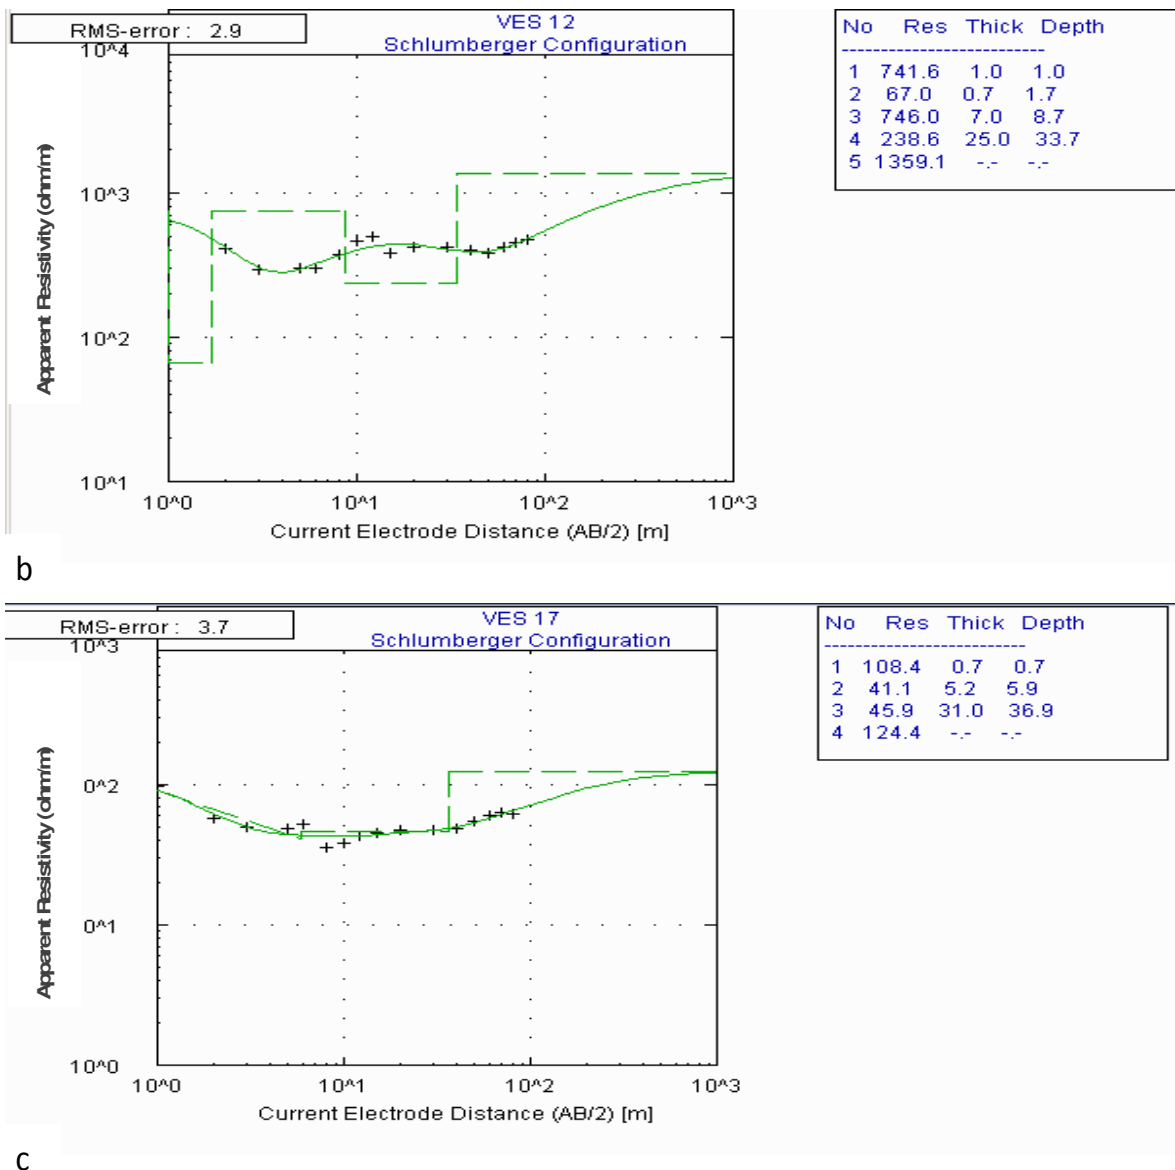 RMS-error : 2.9
VES 12
Schlumberger Configuration
10^4
10^3
10^2
10^1
Apparent Resistivity (ohm/m)
10^0 10^1 10^2 10^3
Current Electrode Distance (AB/2) [m]
No Res Thick Depth
1 741.6 1.0 1.0
2 67.0 0.7 1.7
3 746.0 7.0 8.7
4 238.6 25.0 33.7
5 1359.1 -.- -.-
b
RMS-error : 3.7
VES 17
Schlumberger Configuration
10^3
0^2
0^1
10^0
Apparent Resistivity (ohm/m)
10^0 10^1 10^2 10^3
Current Electrode Distance (AB/2) [m]
No Res Thick Depth
1 108.4 0.7 0.7
2 41.1 5.2 5.9
3 45.9 31.0 36.9
4 124.4 -.- -.-
c